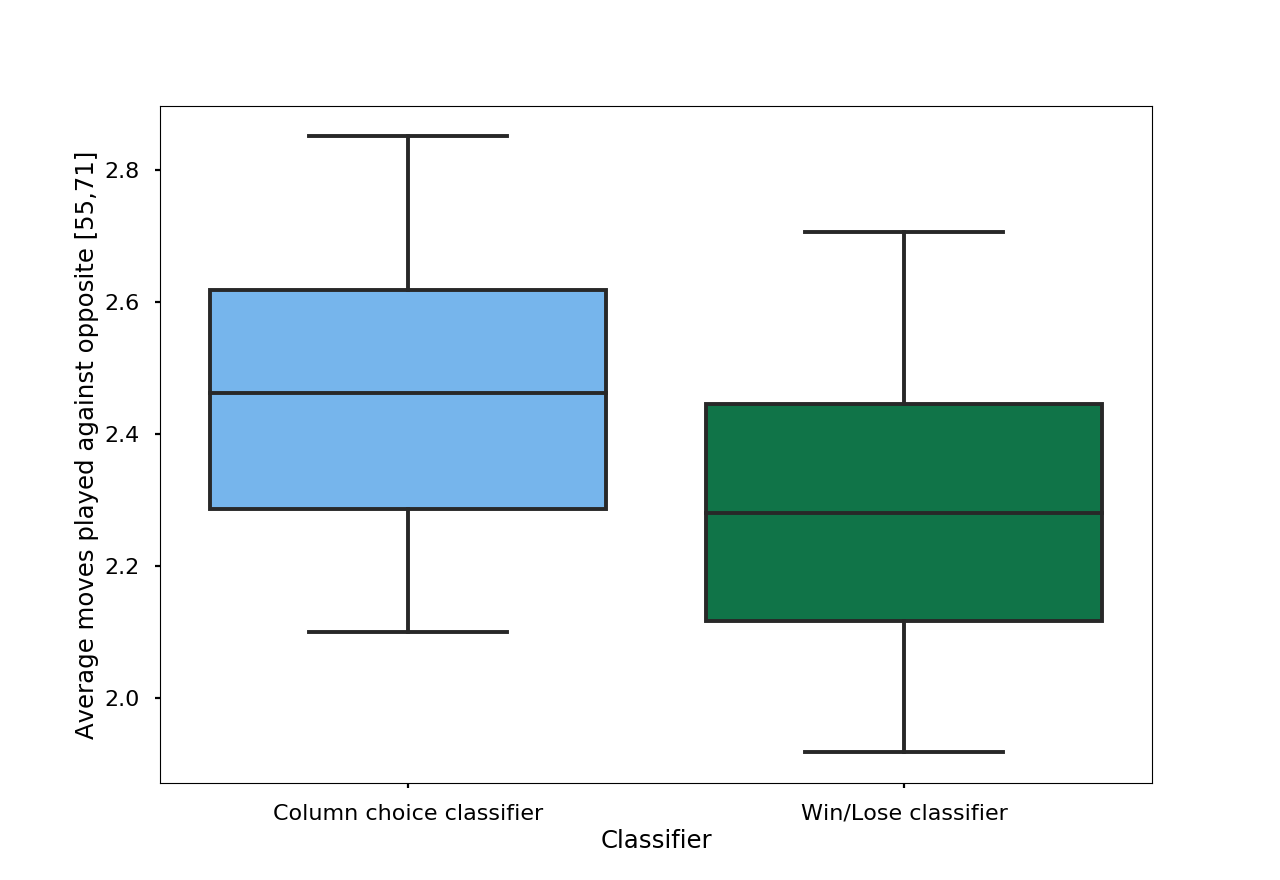 Average moves played against opposite [55,71]
2.8
2.6
2.4
2.2
2.0
Column choice classifier
Win/Lose classifier
Classifier